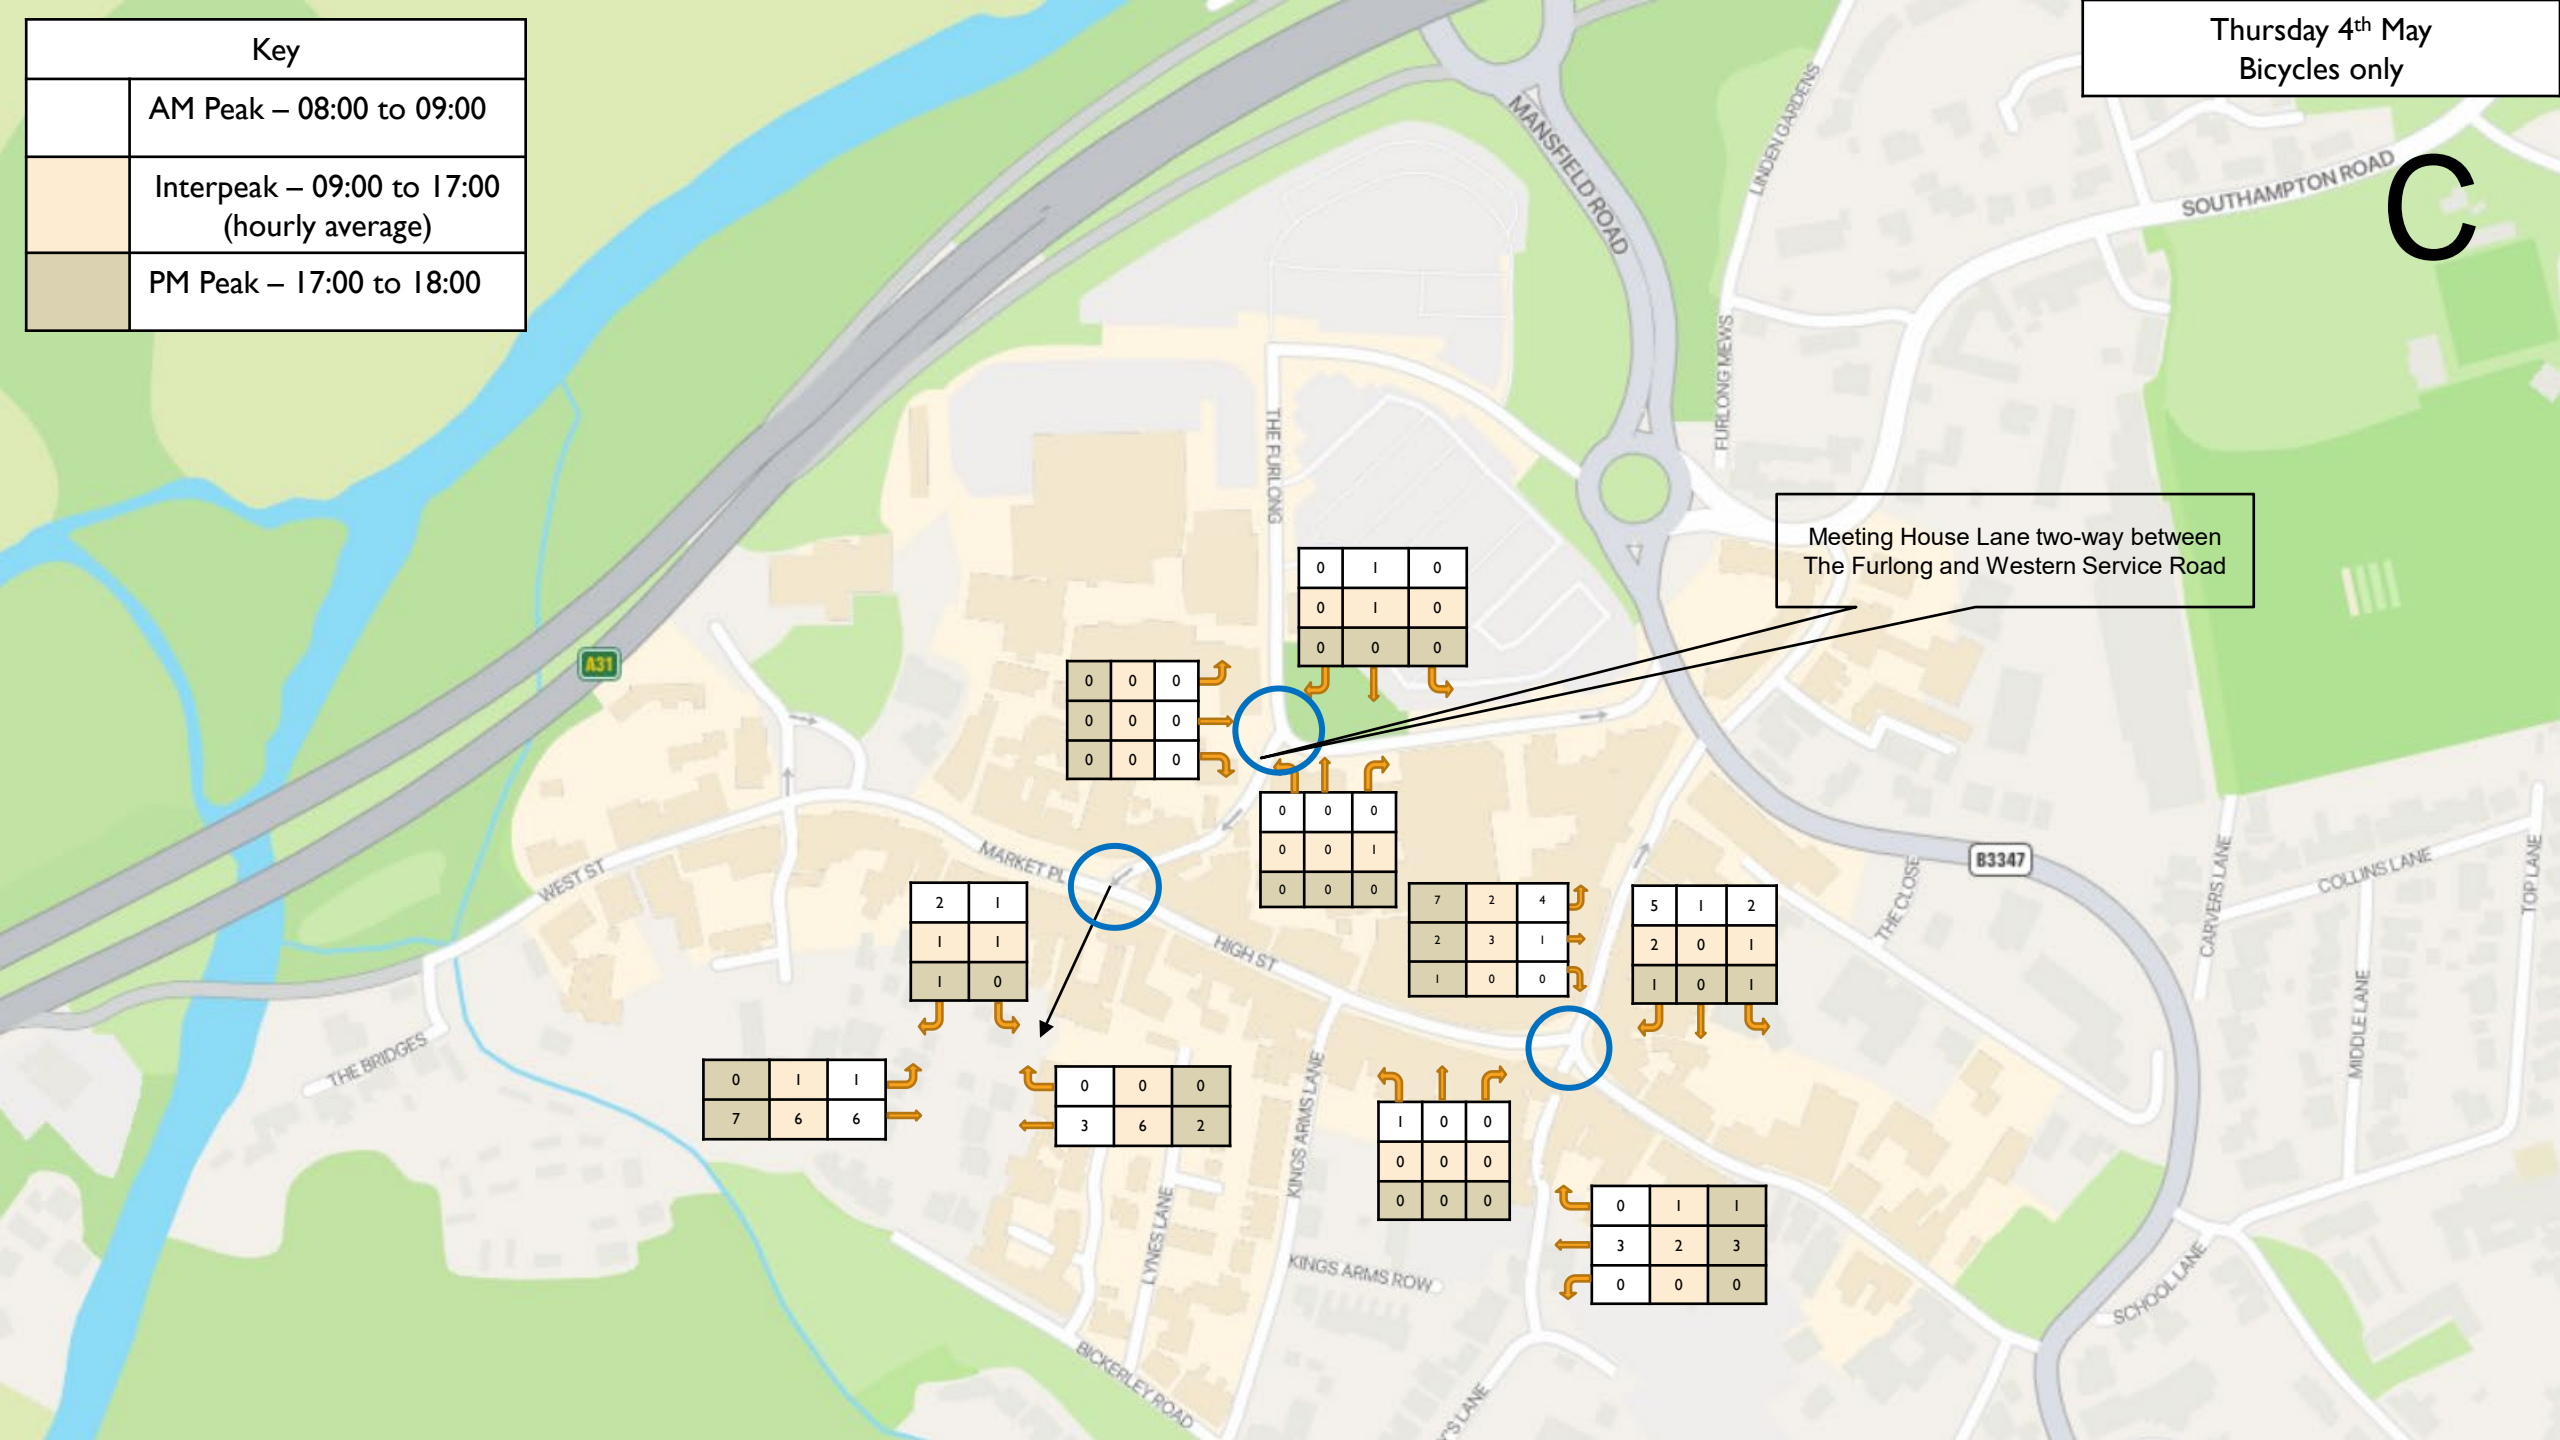 Key
AM Peak – 08:00 to 09:00
Interpeak – 09:00 to 17:00
(hourly average)
PM Peak – 17:00 to 18:00
Thursday 4th May
Bicycles only
C
MANSFIELD ROAD
LINDEN GARDENS
SOUTHAMPTON ROAD
FURLONG MEWS
THE FURLONG
Meeting House Lane two-way between
The Furlong and Western Service Road
A31
0 1 0
0 1 0
0 0 0
0 0 0
0 0 0
0 0 0
0 0 0
0 0 1
0 0 0
MARKET PL
WEST ST
HIGH ST
B3347
THE CLOSE
CARVERS LANE
COLLINS LANE
TOP LANE
MIDDLE LANE
2 1
1 1
1 0
7 2 4
2 3 1
1 0 0
5 1 2
2 0 1
1 0 1
THE BRIDGES
0 1 1
7 6 6
0 0 0
3 6 2
KINGS ARMS LANE
1 0 0
0 0 0
0 0 0
0 1 1
3 2 3
0 0 0
LYNES LANE
KINGS ARMS ROW
SCHOOL LANE
BICKERLEY ROAD
'S LANE